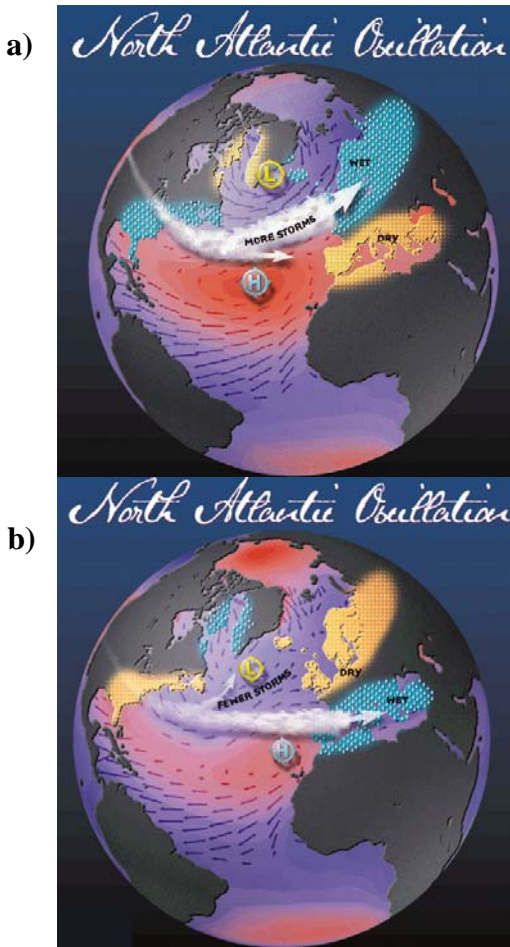 a)
North Atlantic Oscillation
L
WET
MORE STORMS
DRY
H
b)
North Atlantic Oscillation
L
DRY
FEWER STORMS
WET
H